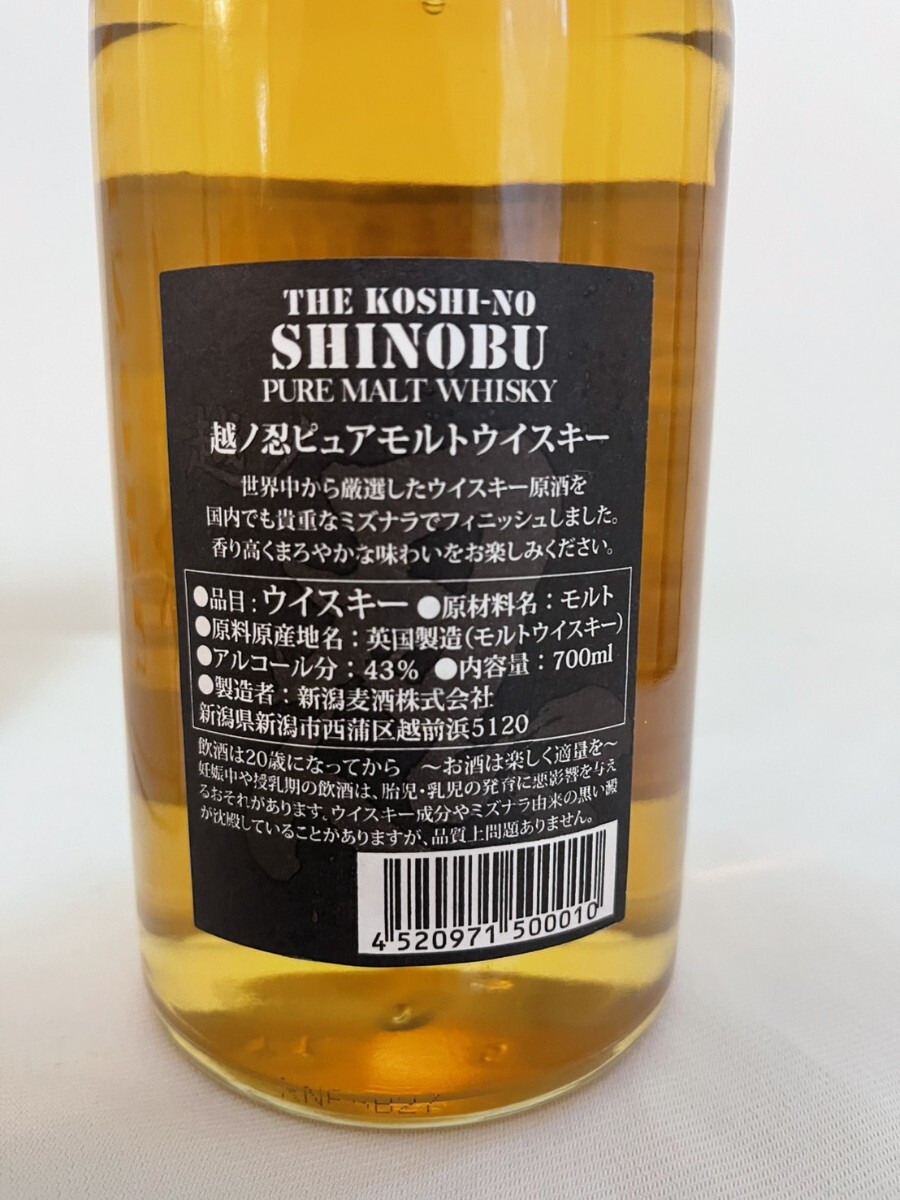 THE KOSHI-NO
SHINOBU
PURE MALT WHISKY
越ノ忍ピュアモルトウイスキー
世界中から厳選したウイスキー原酒を
国内でも貴重なミズナラでフィニッシュしました。
香り高くまろやかな味わいをお楽しみください。
●品目：ウイスキー ●原材料名：モルト
●原料原産地名：英国製造（モルトウイスキー）
●アルコール分：43％ ●内容量：700ml
●製造者：新潟麦酒株式会社
新潟県新潟市西蒲区越前浜5120
飲酒は20歳になってから ～お酒は楽しく適量を～
妊娠中や授乳期の飲酒は、胎児・乳児の発育に悪影響を与え
るおそれがあります。ウイスキー成分やミズナラ由来の黒い澱
が沈殿していることがありますが、品質上問題ありません。
4 520971 500010